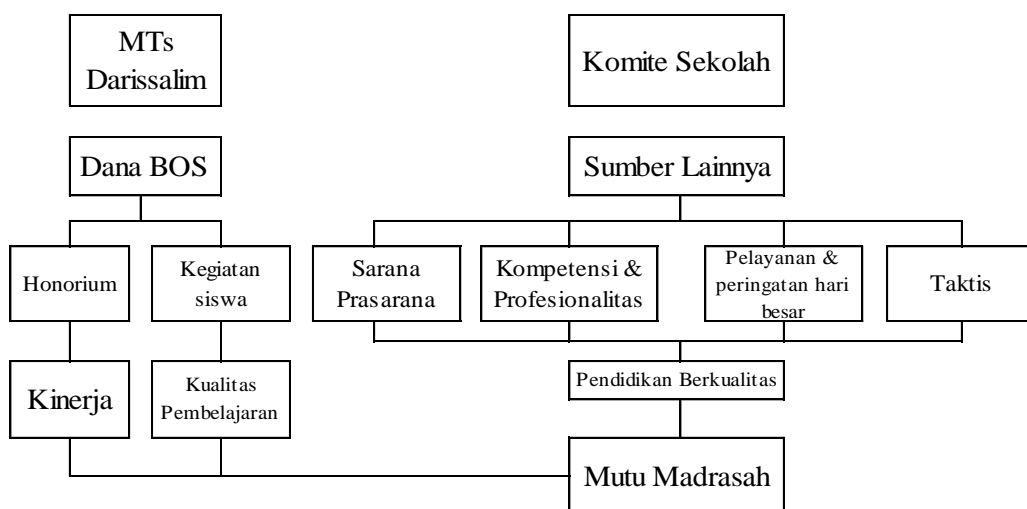 MTs
Darissalim
Komite Sekolah
Dana BOS
Sumber Lainnya
Honorium
Kegiatan
siswa
Sarana
Prasarana
Kompetensi &
Profesionalitas
Pelayanan &
peringatan hari
besar
Taktis
Kinerja
Kualitas
Pembelajaran
Pendidikan Berkualitas
Mutu Madrasah